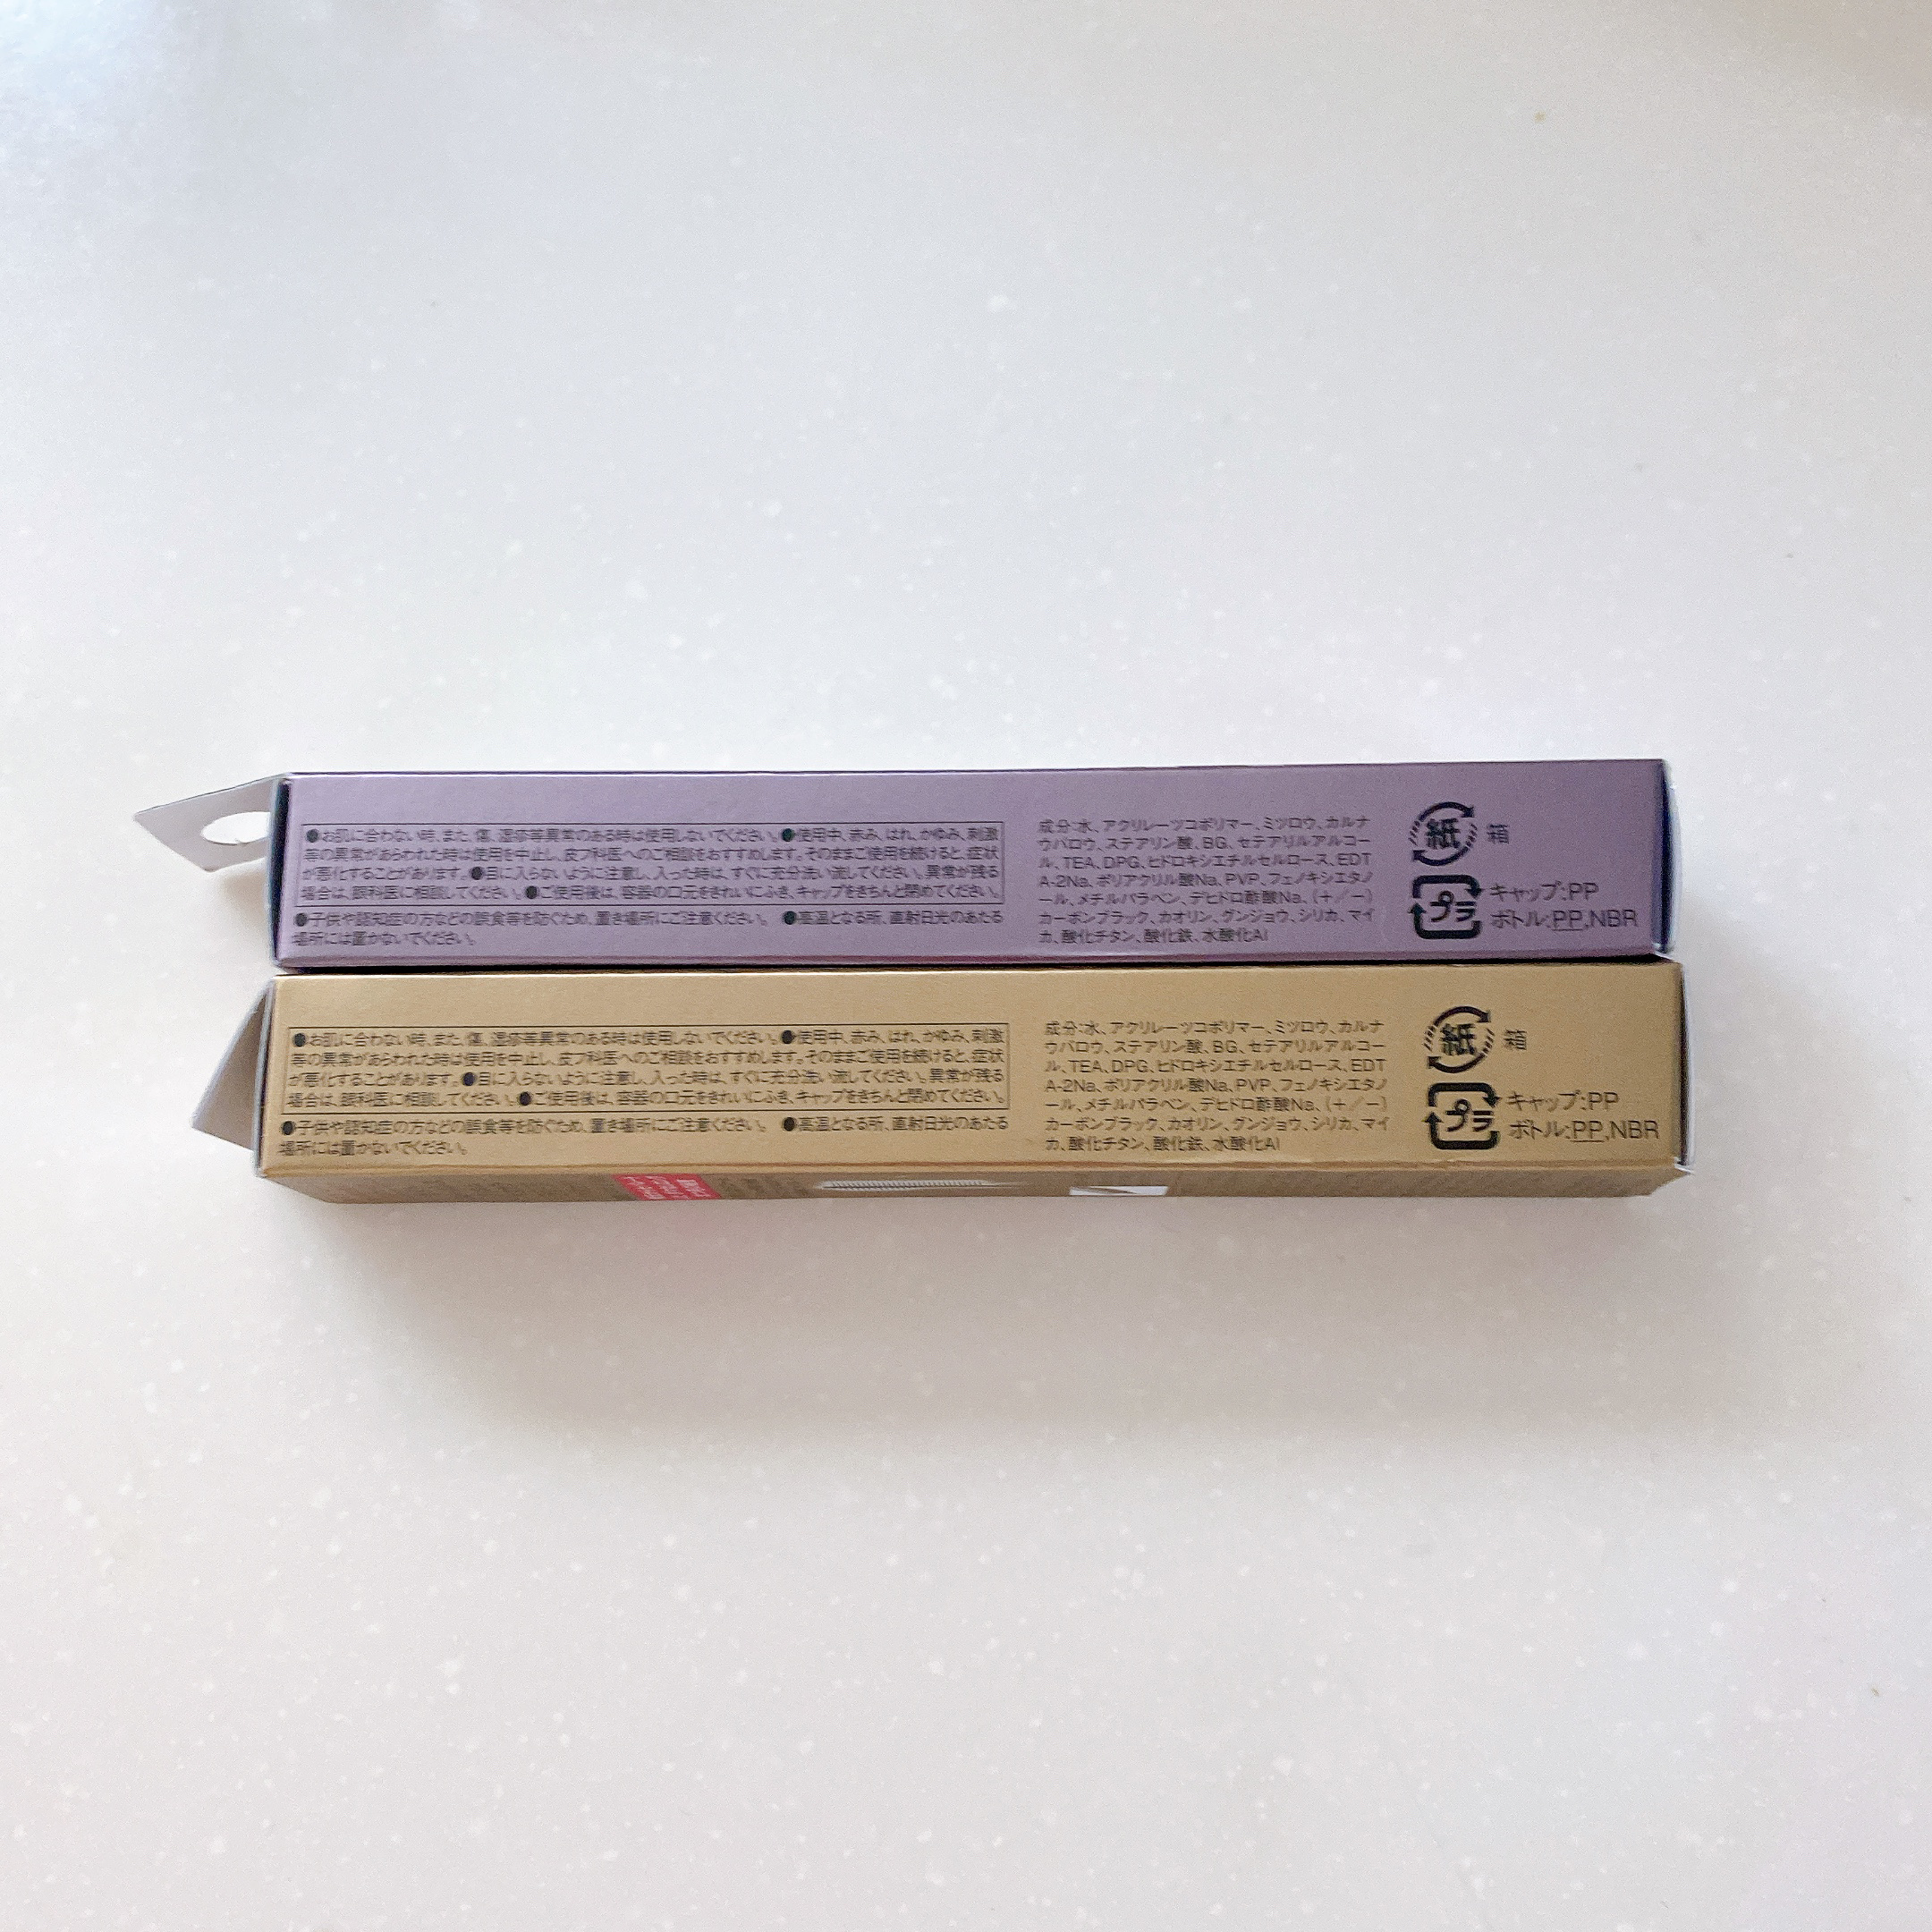 ●お肌に合わない時、また、傷、湿疹等異常のある時は使用しないでください。●使用中、赤み、はれ、かゆみ、刺激
等の異常があらわれた時は使用を中止し、皮フ科医へのご相談をおすすめします。そのままご使用を続けると、症状
が悪化することがあります。●目に入らないように注意し、入った時は、すぐに充分洗い流してください。異常が残る
場合は、眼科医に相談してください。●ご使用後は、容器の口元をきれいにふき、キャップをきちんと閉めてください。
●子供や認知症の方などの誤食等を防ぐため、置き場所にご注意ください。 ●高温となる所、直射日光のあたる
場所には置かないでください。
成分:水、アクリレーツコポリマー、ミツロウ、カルナ
ウバロウ、ステアリン酸、BG、セテアリルアルコー
ル、TEA、DPG、ヒドロキシエチルセルロース、EDT
A-2Na、ポリアクリル酸Na、PVP、フェノキシエタノ
ール、メチルパラベン、デヒドロ酢酸Na、(+/-)
カーボンブラック、カオリン、グンジョウ、シリカ、マイ
カ、酸化チタン、酸化鉄、水酸化Al
紙 箱
プラ キャップ:PP
ボトル:PP,NBR
●お肌に合わない時、また、傷、湿疹等異常のある時は使用しないでください。●使用中、赤み、はれ、かゆみ、刺激
等の異常があらわれた時は使用を中止し、皮フ科医へのご相談をおすすめします。そのままご使用を続けると、症状
が悪化することがあります。●目に入らないように注意し、入った時は、すぐに充分洗い流してください。異常が残る
場合は、眼科医に相談してください。●ご使用後は、容器の口元をきれいにふき、キャップをきちんと閉めてください。
●子供や認知症の方などの誤食等を防ぐため、置き場所にご注意ください。 ●高温となる所、直射日光のあたる
場所には置かないでください。
成分:水、アクリレーツコポリマー、ミツロウ、カルナ
ウバロウ、ステアリン酸、BG、セテアリルアルコー
ル、TEA、DPG、ヒドロキシエチルセルロース、EDT
A-2Na、ポリアクリル酸Na、PVP、フェノキシエタノ
ール、メチルパラベン、デヒドロ酢酸Na、(+/-)
カーボンブラック、カオリン、グンジョウ、シリカ、マイ
カ、酸化チタン、酸化鉄、水酸化Al
紙 箱
プラ キャップ:PP
ボトル:PP,NBR